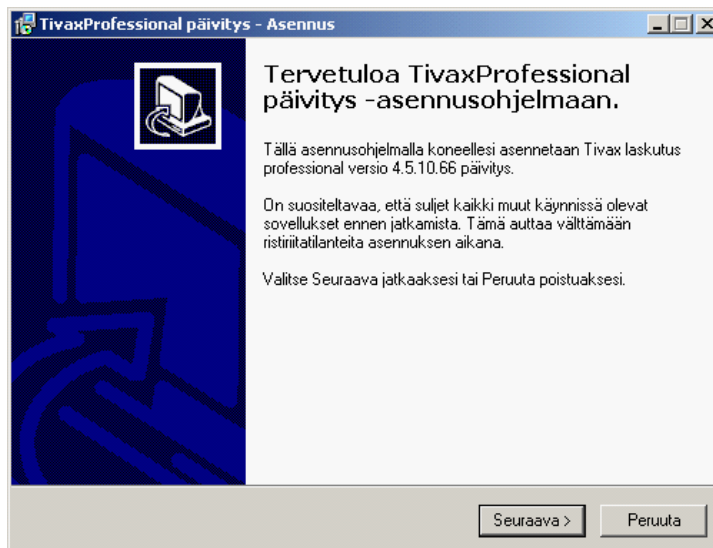 TivaxProfessional päivitys - Asennus
Tervetuloa TivaxProfessional
päivitys -asennusohjelmaan.
Tällä asennusohjelmalla koneellesi asennetaan Tivax laskutus
professional versio 4.5.10.66 päivitys.
On suositeltavaa, että suljet kaikki muut käynnissä olevat
sovellukset ennen jatkamista. Tämä auttaa välttämään
ristiriitatilanteita asennuksen aikana.
Valitse Seuraava jatkaaksesi tai Peruuta poistuaksesi.
Seuraava >
Peruuta